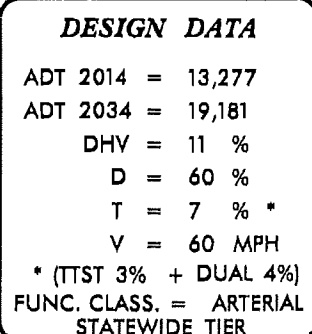 DESIGN DATA
ADT 2014 = 13,277
ADT 2034 = 19,181
DHV = 11 %
D = 60 %
T = 7 % *
V = 60 MPH
* (TTST 3% + DUAL 4%)
FUNC. CLASS. = ARTERIAL
STATEWIDE TIER